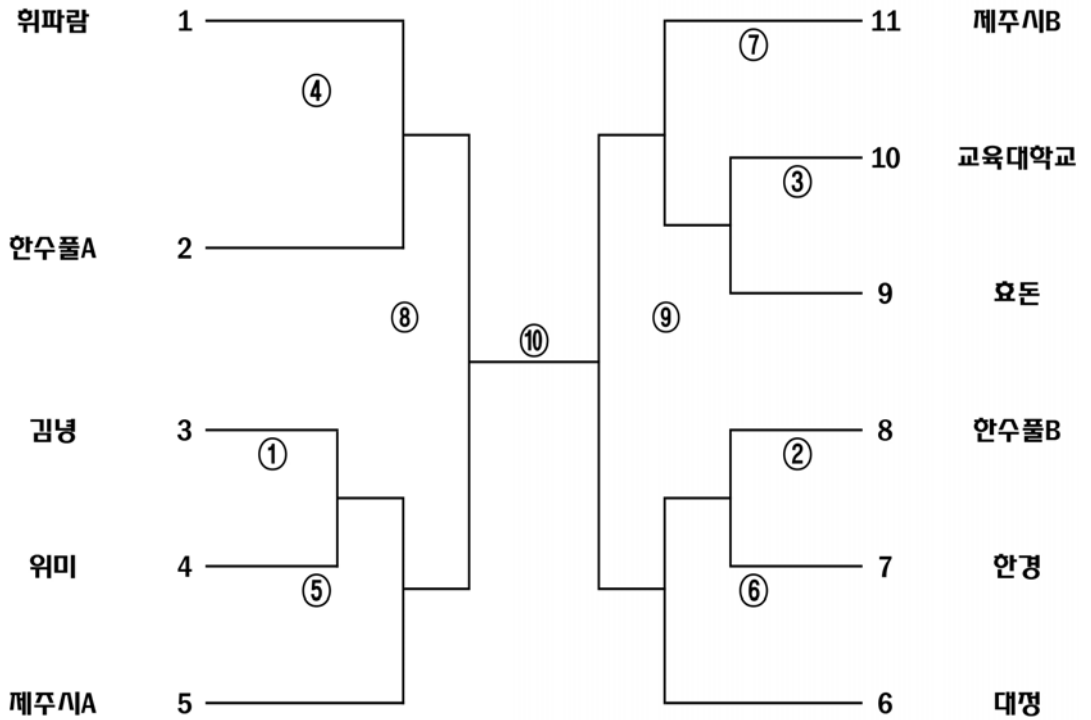 휘파람 1
④
한수풀A 2
⑧
김녕 3
①
위미 4
⑤
제주시A 5
⑩
11 제주시B
⑦
10 교육대학교
③
9 효돈
⑨
8 한수풀B
②
7 한경
⑥
6 대정